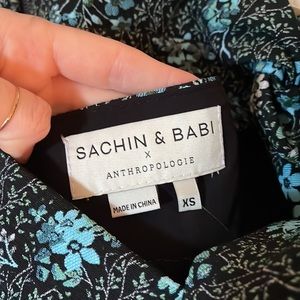 SACHIN & BABI
X
ANTHROPOLOGIE
MADE IN CHINA
XS